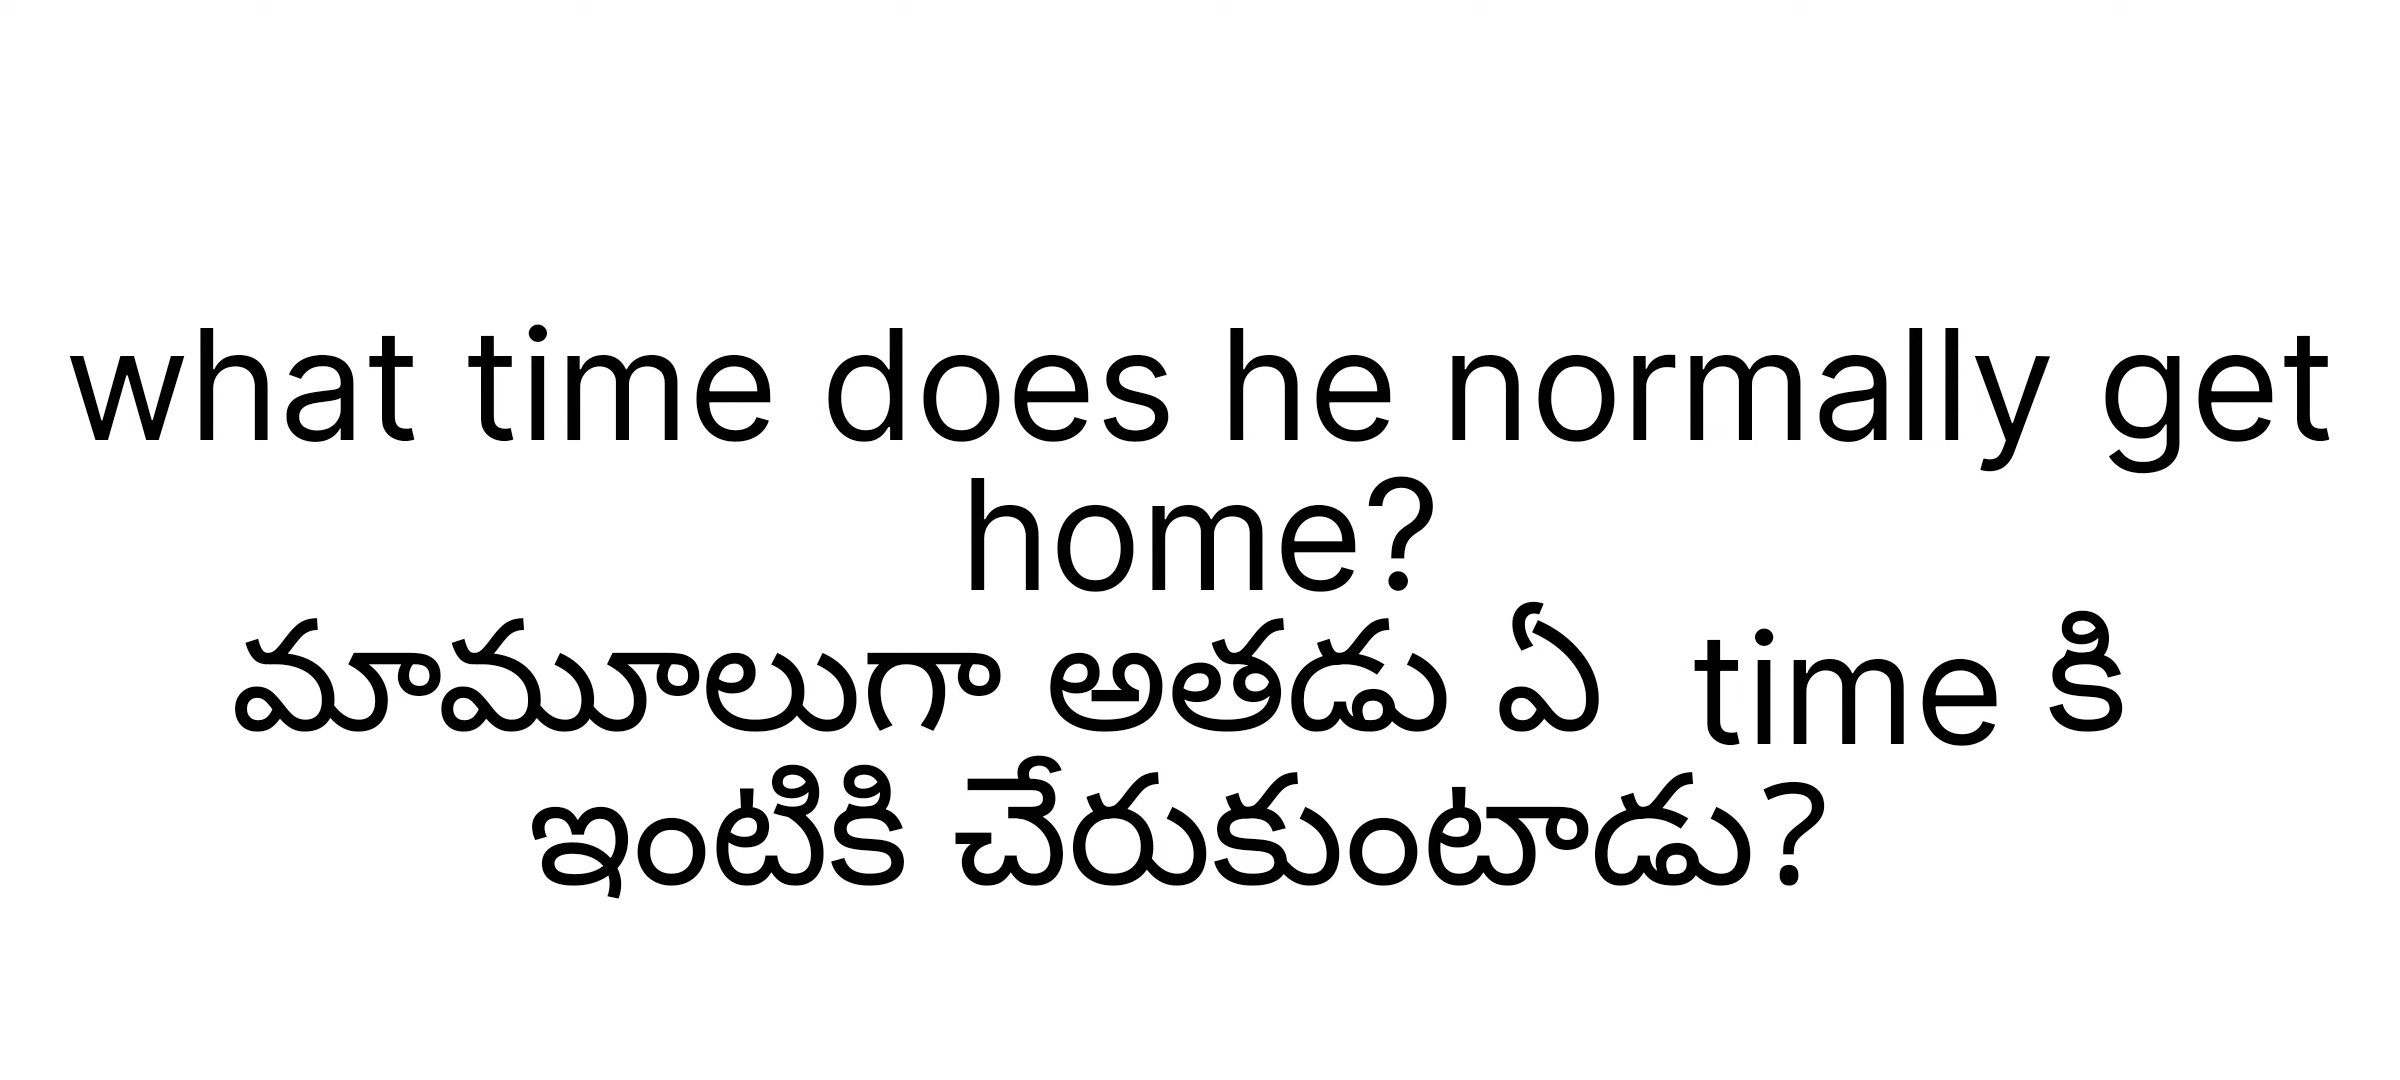 what time does he normally get
home?
మామూలుగా అతడు ఏ  time కి
ఇంటికి చేరుకుంటాడు?